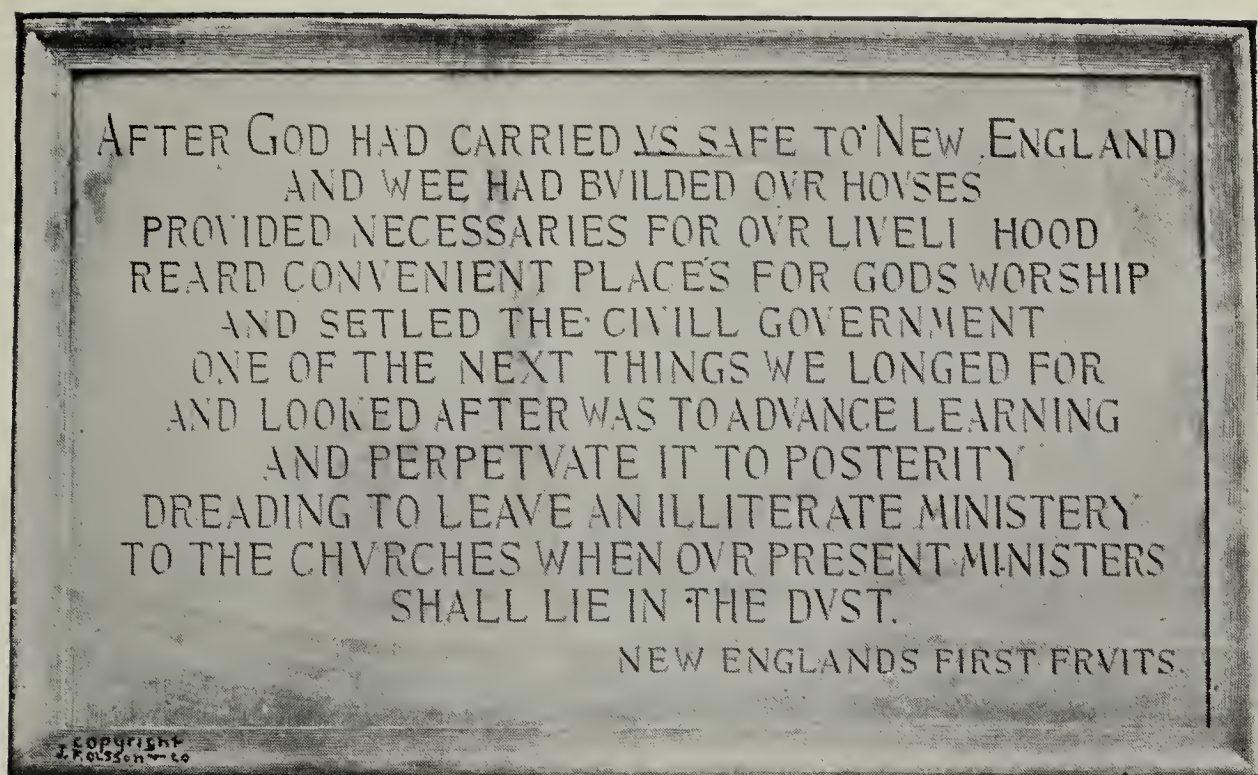 AFTER GOD HAD CARRIED VS SAFE TO NEW ENGLAND
AND WEE HAD BVILDED OVR HOVSES
PROVIDED NECESSARIES FOR OVR LIVELI HOOD
REARD CONVENIENT PLACES FOR GODS WORSHIP
AND SETLED THE CIVILL GOVERNMENT
ONE OF THE NEXT THINGS WE LONGED FOR
AND LOOKED AFTER WAS TO ADVANCE LEARNING
AND PERPETVATE IT TO POSTERITY
DREADING TO LEAVE AN ILLITERATE MINISTERY
TO THE CHVRCHES WHEN OVR PRESENT MINISTERS
SHALL LIE IN THE DVST.
NEW ENGLANDS FIRST FRVITS.
Copyright
J. F. OLSSON & CO